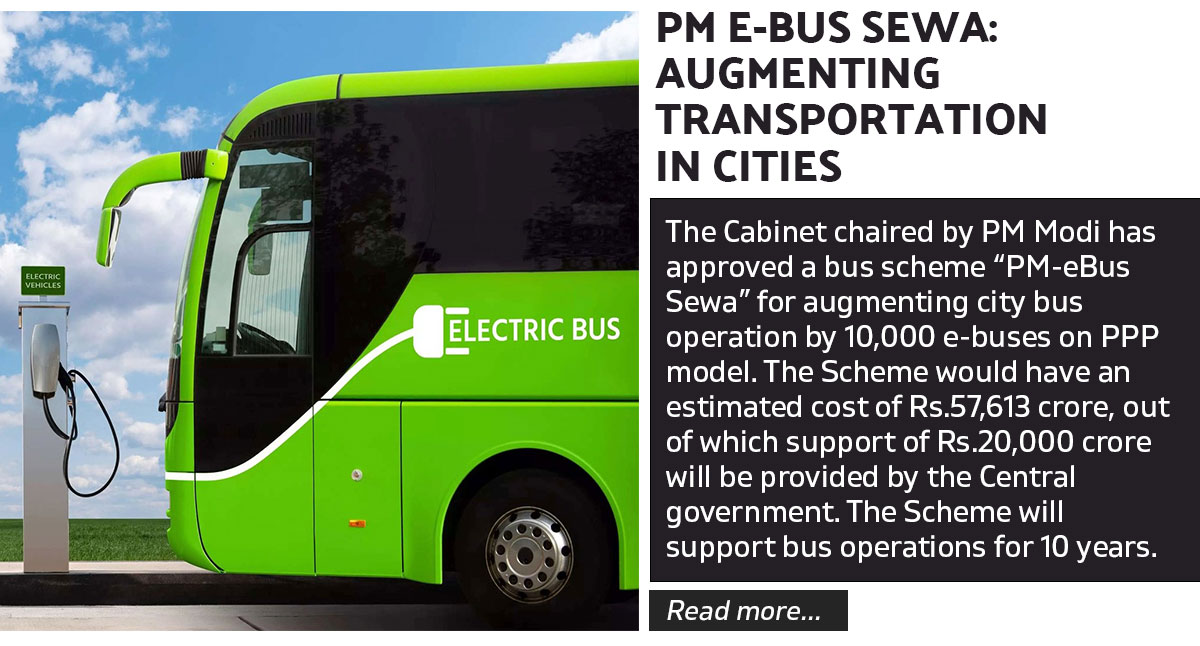 PM E-BUS SEWA:
AUGMENTING
TRANSPORTATION
IN CITIES
The Cabinet chaired by PM Modi has
approved a bus scheme “PM-eBus
Sewa” for augmenting city bus
operation by 10,000 e-buses on PPP
model. The Scheme would have an
estimated cost of Rs.57,613 crore, out
of which support of Rs.20,000 crore
will be provided by the Central
government. The Scheme will
support bus operations for 10 years.
Read more...
ELECTRIC
VEHICLES
ELECTRIC BUS